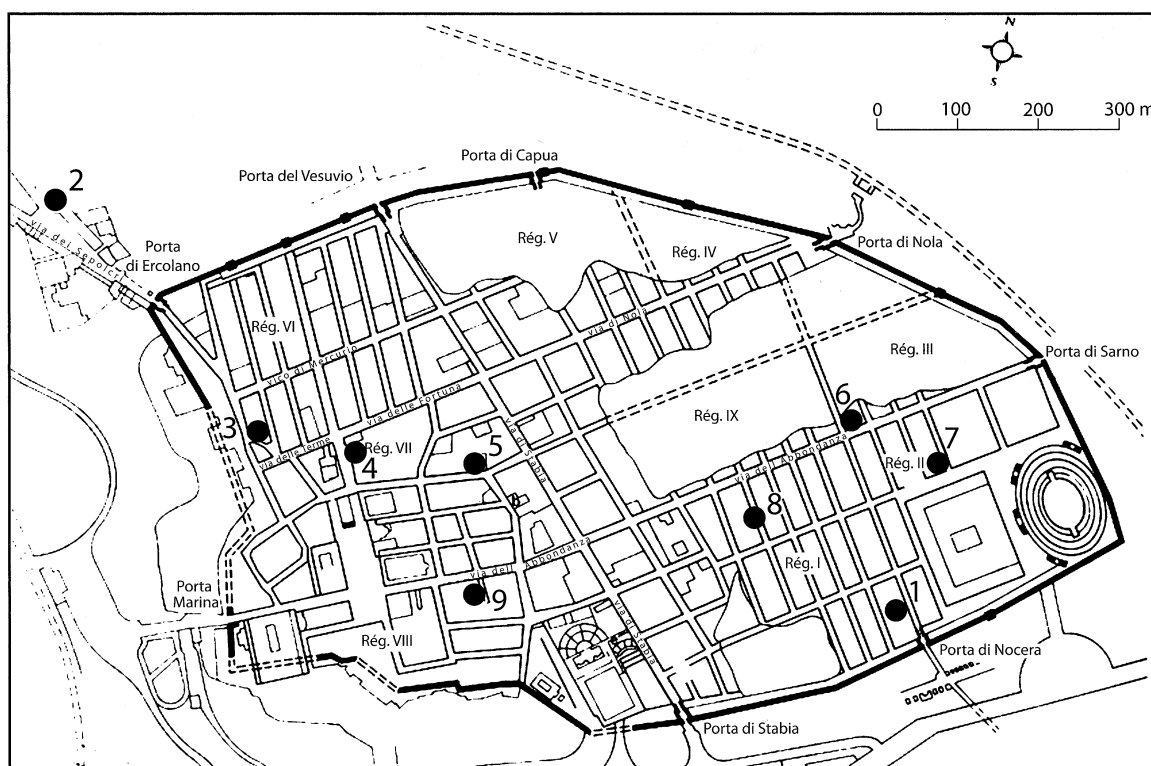 N
S
0 100 200 300 m
Porta di Capua
Porta del Vesuvio
2
via dei Sepolcri
Porta
di Ercolano
Rég. V
Rég. IV
Porta di Nola
Rég. VI
via di Nola
vico di Mercurio
Rég. III
Porta di Sarno
via delle Fortuna
Rég. IX
6
3
via delle Terme
Rég. VII
4
5
via di Stabia
via dell'Abbondanza
7
Rég. II
8
via dell'Abbondanza
Rég. I
Porta
Marina
9
1
Rég. VIII
via di Stabia
Porta di Nocera
Porta di Stabia